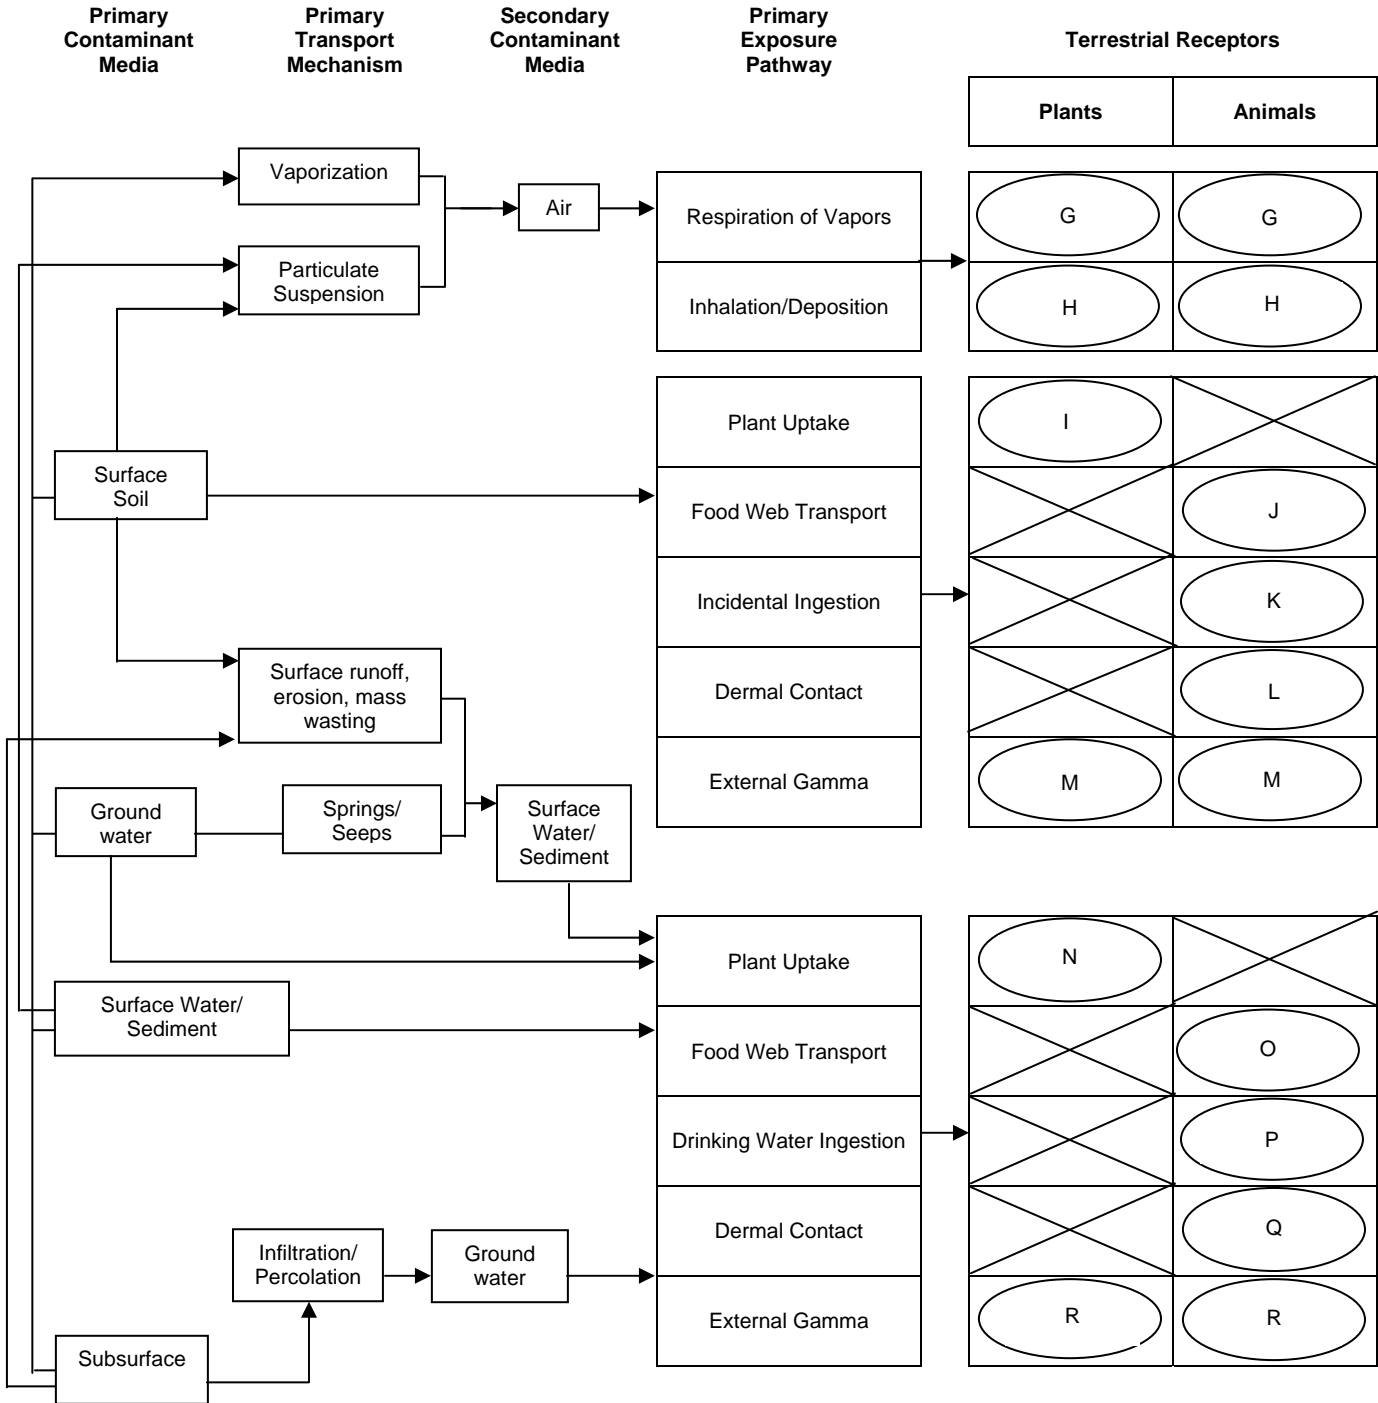 Primary
Contaminant
Media
Primary
Transport
Mechanism
Secondary
Contaminant
Media
Primary
Exposure
Pathway
Terrestrial Receptors
Plants
Animals
Vaporization
Air
Respiration of Vapors
G
G
Particulate
Suspension
Inhalation/Deposition
H
H
Plant Uptake
I
Surface
Soil
Food Web Transport
J
Incidental Ingestion
K
Surface runoff,
erosion, mass
wasting
Dermal Contact
L
External Gamma
M
M
Ground
water
Springs/
Seeps
Surface
Water/
Sediment
Plant Uptake
N
Surface Water/
Sediment
Food Web Transport
O
Drinking Water Ingestion
P
Dermal Contact
Q
Infiltration/
Percolation
Ground
water
External Gamma
R
R
Subsurface